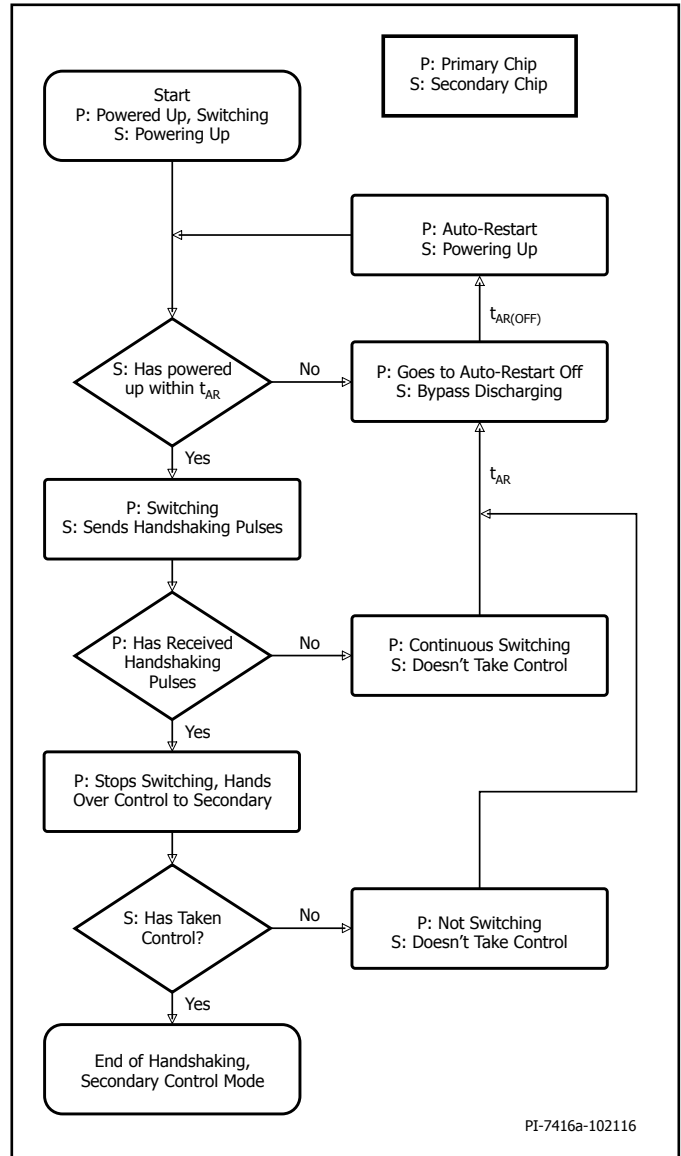 P: Primary Chip
S: Secondary Chip
Start
P: Powered Up, Switching
S: Powering Up
P: Auto-Restart
S: Powering Up
tAR(OFF)
S: Has powered
up within tAR
No
P: Goes to Auto-Restart Off
S: Bypass Discharging
Yes
tAR
P: Switching
S: Sends Handshaking Pulses
P: Has Received
Handshaking
Pulses
No
P: Continuous Switching
S: Doesn't Take Control
Yes
P: Stops Switching, Hands
Over Control to Secondary
S: Has Taken
Control?
No
P: Not Switching
S: Doesn't Take Control
Yes
End of Handshaking,
Secondary Control Mode
PI-7416a-102116